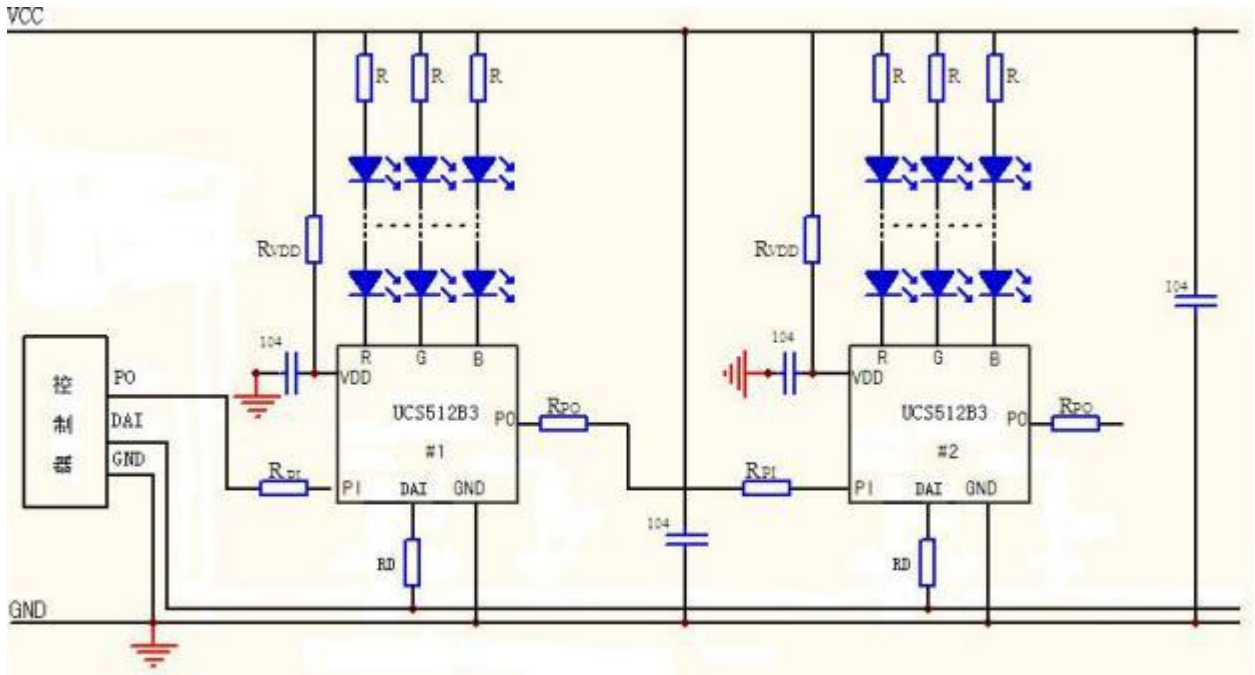 VCC
R R R R R R
RVDD RVDD
104
104 104
R G B R G B
VDD VDD
控制器
PO
DAI
GND
UCS512B3 PO RPO UCS512B3 PO RPO
#1 #2
RPI PI DAI GND RPI PI DAI GND
104
RD RD
GND